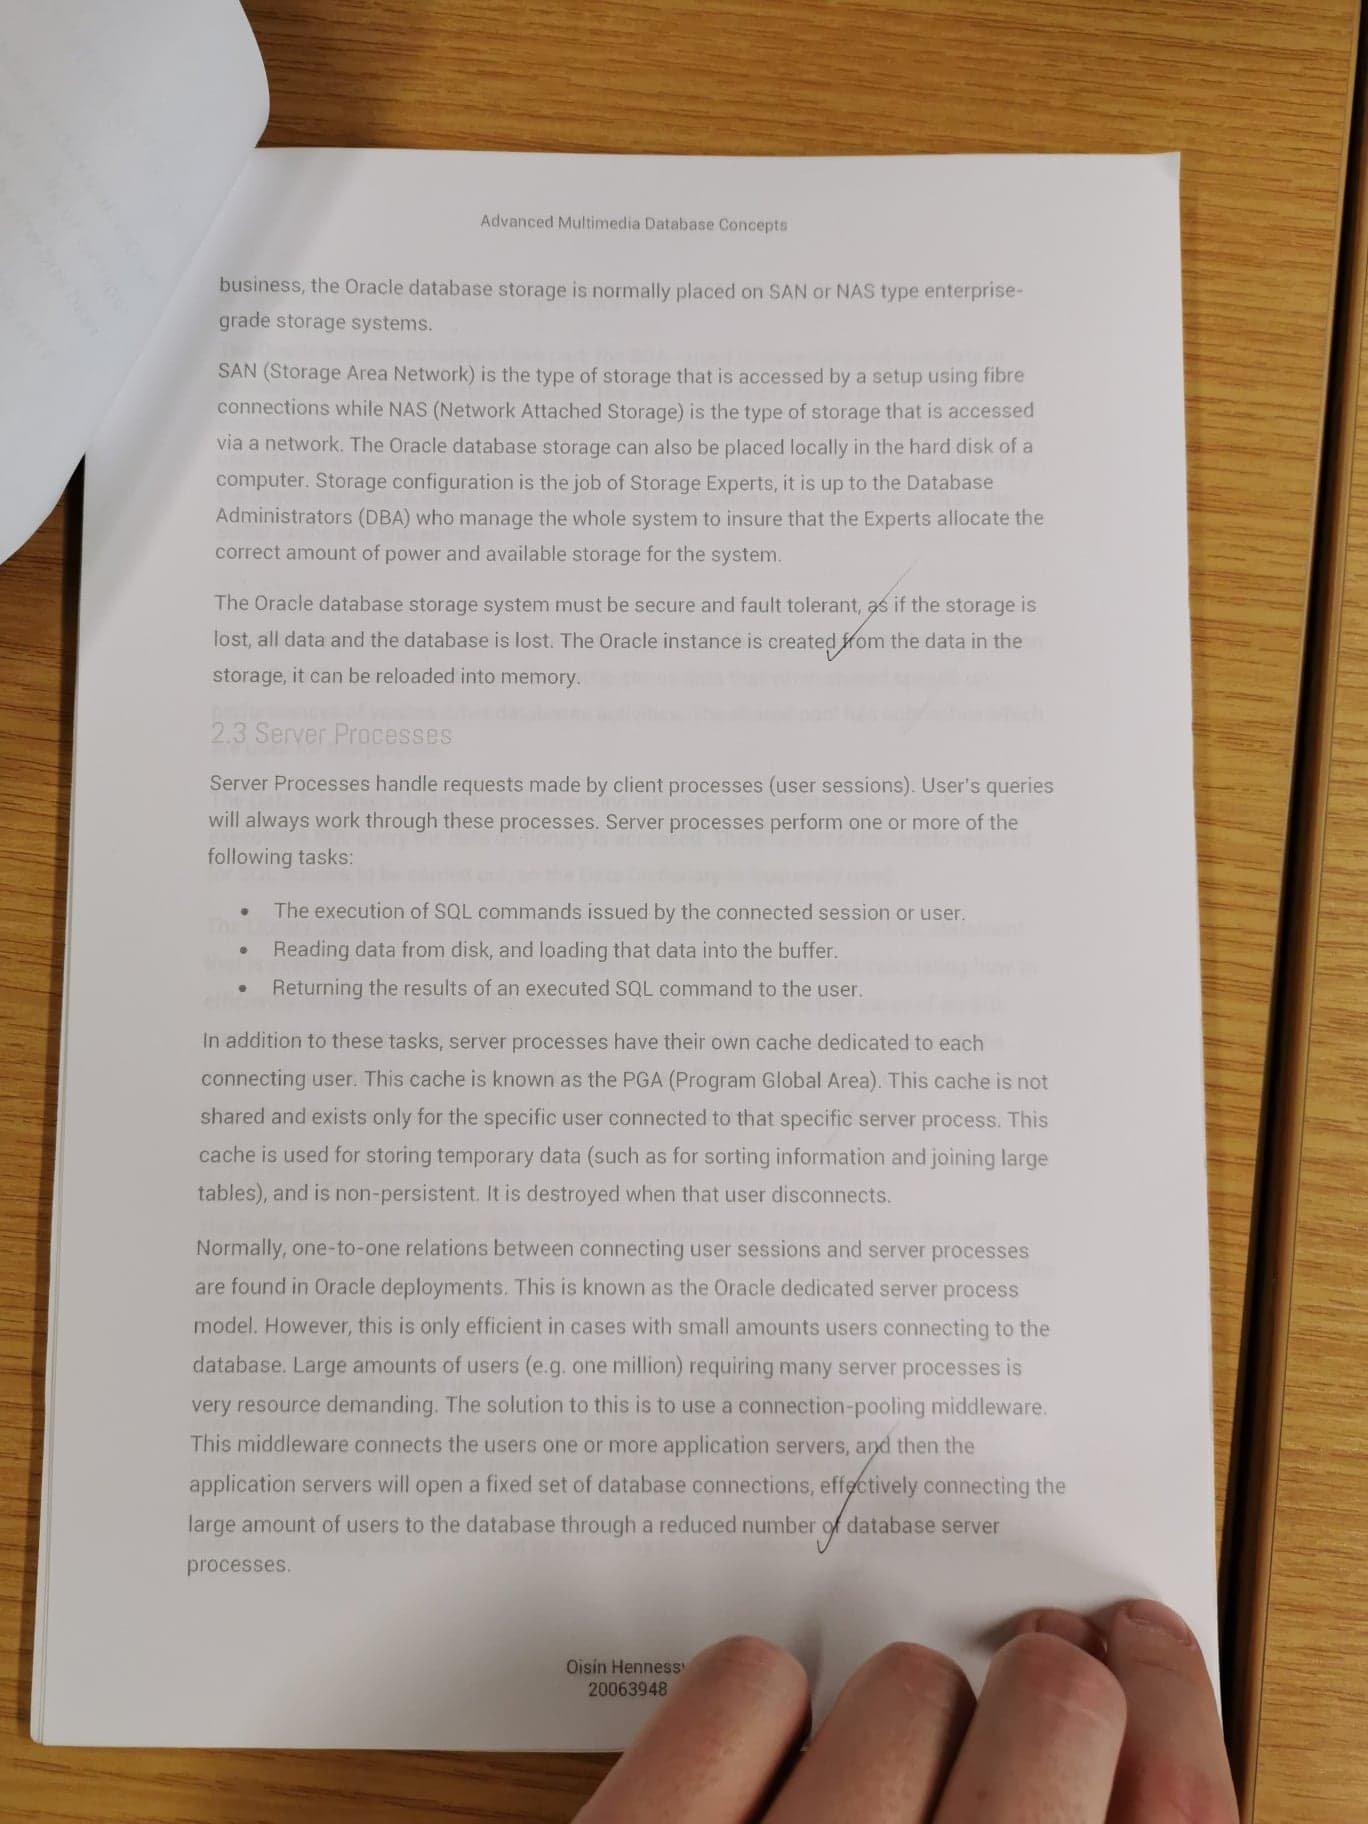 Advanced Multimedia Database Concepts
business, the Oracle database storage is normally placed on SAN or NAS type enterprise-
grade storage systems.
SAN (Storage Area Network) is the type of storage that is accessed by a setup using fibre
connections while NAS (Network Attached Storage) is the type of storage that is accessed
via a network. The Oracle database storage can also be placed locally in the hard disk of a
computer. Storage configuration is the job of Storage Experts, it is up to the Database
Administrators (DBA) who manage the whole system to insure that the Experts allocate the
correct amount of power and available storage for the system.
The Oracle database storage system must be secure and fault tolerant, as if the storage is
lost, all data and the database is lost. The Oracle instance is created from the data in the
storage, it can be reloaded into memory.
2.3 Server Processes
Server Processes handle requests made by client processes (user sessions). User's queries
will always work through these processes. Server processes perform one or more of the
following tasks:
• The execution of SQL commands issued by the connected session or user.
• Reading data from disk, and loading that data into the buffer.
• Returning the results of an executed SQL command to the user.
In addition to these tasks, server processes have their own cache dedicated to each
connecting user. This cache is known as the PGA (Program Global Area). This cache is not
shared and exists only for the specific user connected to that specific server process. This
cache is used for storing temporary data (such as for sorting information and joining large
tables), and is non-persistent. It is destroyed when that user disconnects.
Normally, one-to-one relations between connecting user sessions and server processes
are found in Oracle deployments. This is known as the Oracle dedicated server process
model. However, this is only efficient in cases with small amounts users connecting to the
database. Large amounts of users (e.g. one million) requiring many server processes is
very resource demanding. The solution to this is to use a connection-pooling middleware.
This middleware connects the users one or more application servers, and then the
application servers will open a fixed set of database connections, effectively connecting the
large amount of users to the database through a reduced number of database server
processes.
Oisín
20063948